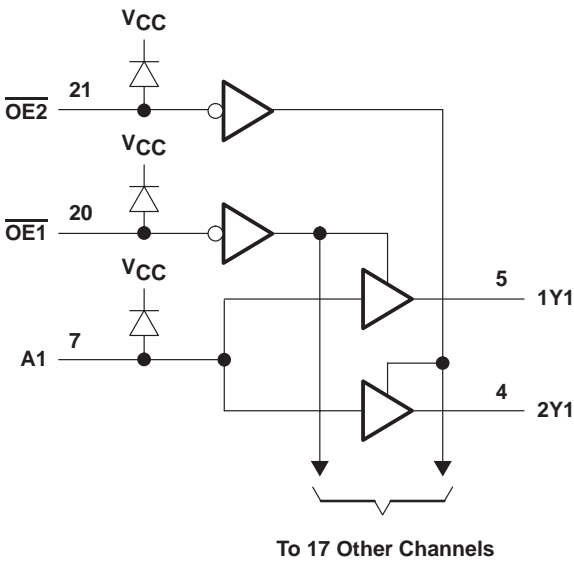 VCC
21
OE2
VCC
20
OE1
VCC
5
1Y1
7
A1
4
2Y1
To 17 Other Channels